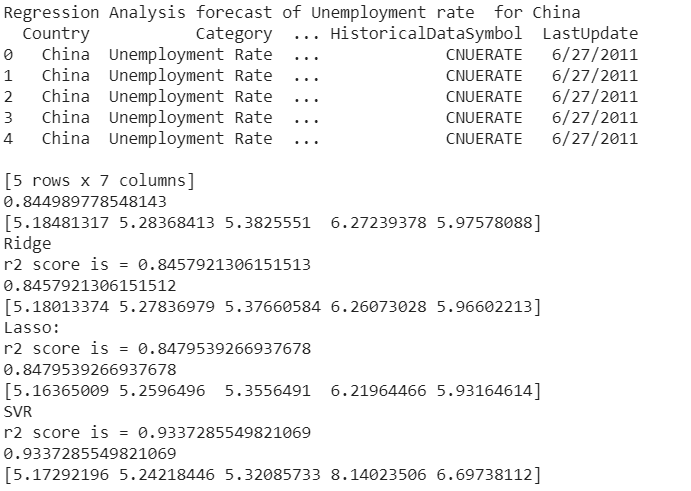 Regression Analysis forecast of Unemployment rate  for China
  Country           Category  ... HistoricalDataSymbol  LastUpdate
0   China  Unemployment Rate  ...             CNUERATE   6/27/2011
1   China  Unemployment Rate  ...             CNUERATE   6/27/2011
2   China  Unemployment Rate  ...             CNUERATE   6/27/2011
3   China  Unemployment Rate  ...             CNUERATE   6/27/2011
4   China  Unemployment Rate  ...             CNUERATE   6/27/2011
[5 rows x 7 columns]
0.844989778548143
[5.18481317 5.28368413 5.3825551  6.27239378 5.97578088]
Ridge
r2 score is = 0.8457921306151513
0.8457921306151512
[5.18013374 5.27836979 5.37660584 6.26073028 5.96602213]
Lasso:
r2 score is = 0.8479539266937678
0.8479539266937678
[5.16365009 5.2596496  5.3556491  6.21964466 5.93164614]
SVR
r2 score is = 0.9337285549821069
0.9337285549821069
[5.17292196 5.24218446 5.32085733 8.14023506 6.69738112]